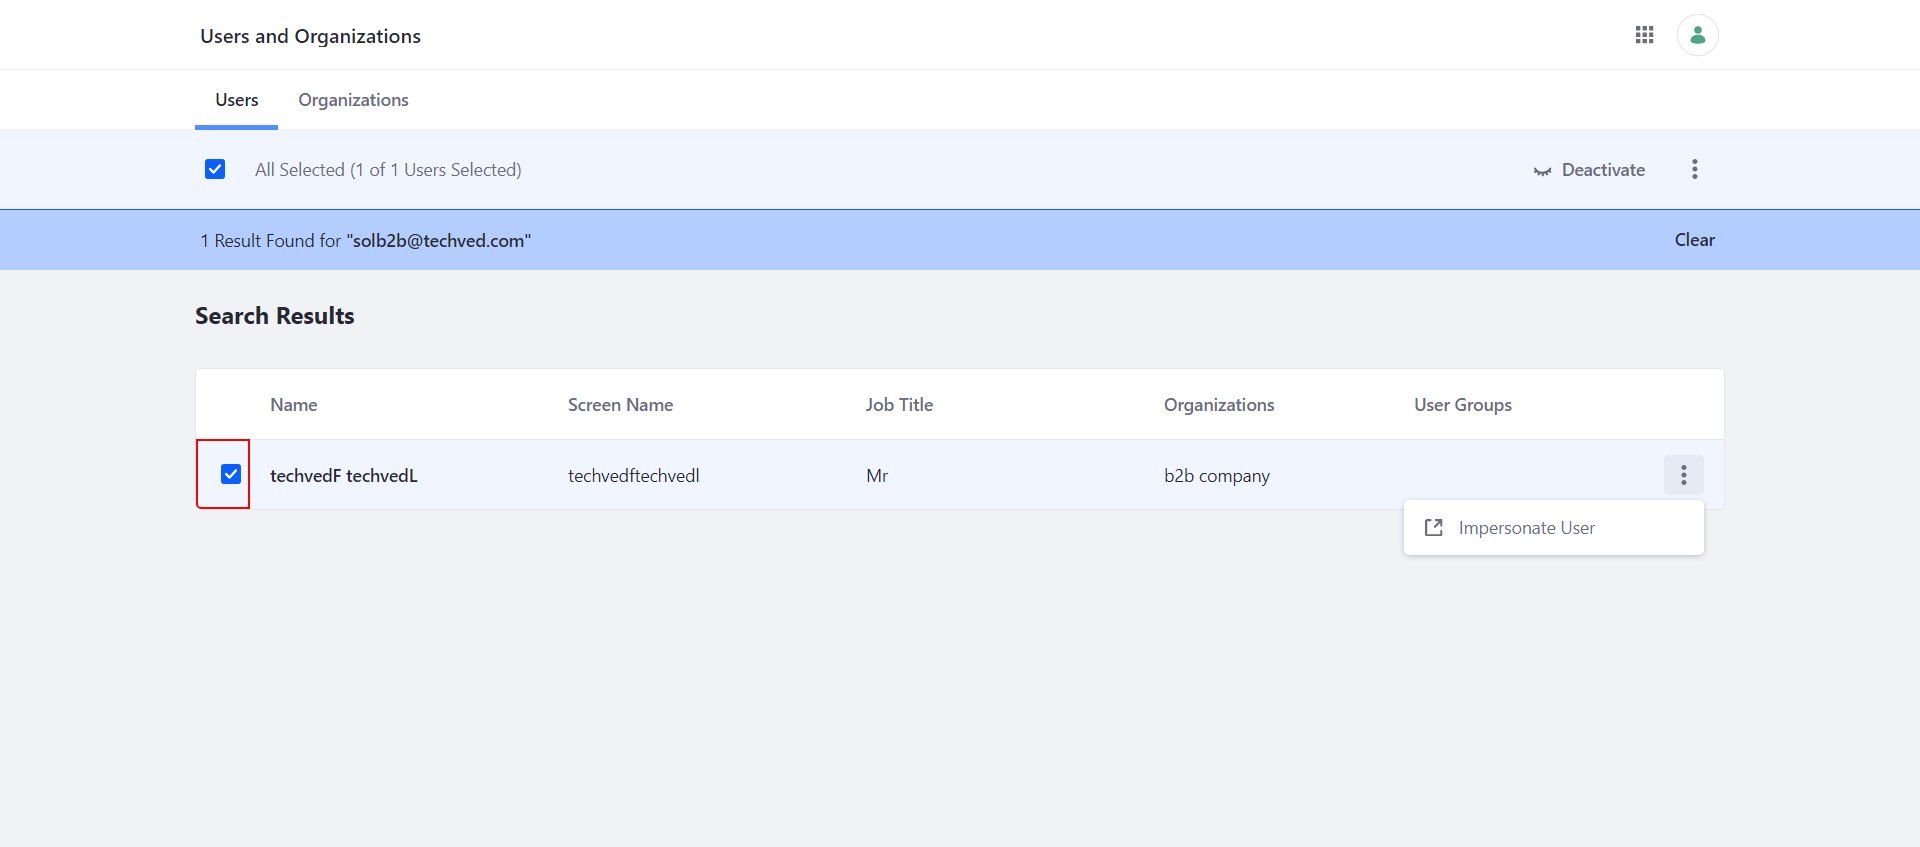 Users and Organizations
Users Organizations
All Selected (1 of 1 Users Selected) Deactivate
1 Result Found for "solb2b@techved.com" Clear
Search Results
Name Screen Name Job Title Organizations User Groups
techvedF techvedL techvedftechvedl Mr b2b company
Impersonate User